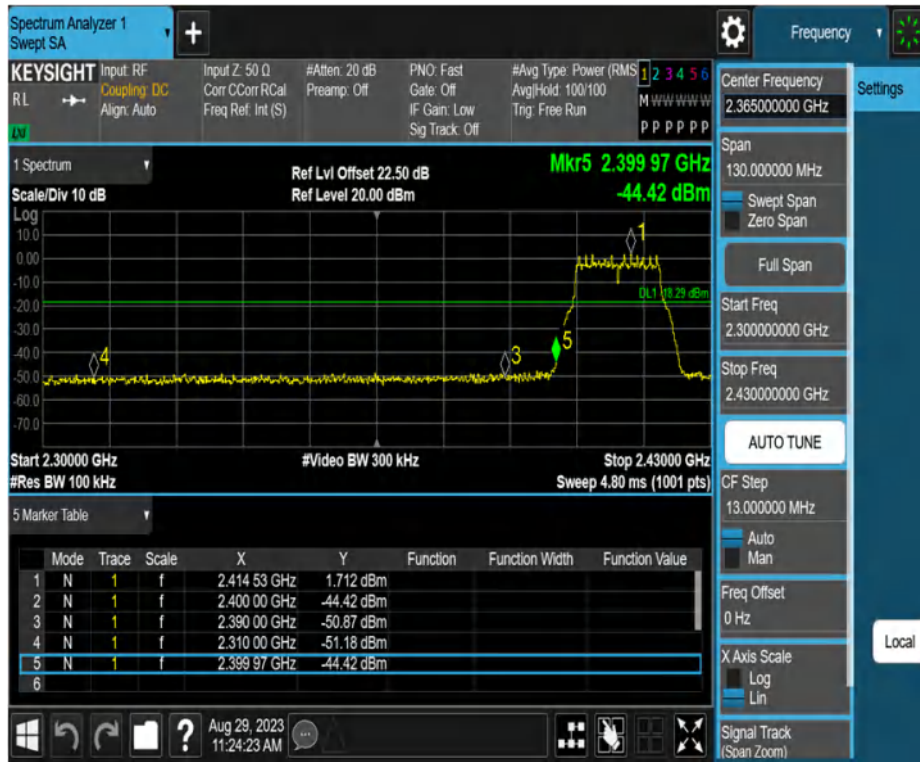 Spectrum Analyzer 1
Swept SA
+
Frequency
KEYSIGHT Input: RF Input Z: 50 Ω #Atten: 20 dB PNO: Fast #Avg Type: Power (RMS 1 2 3 4 5 6
RL Coupling: DC Corr CCorr RCal Preamp: Off Gate: Off Avg|Hold: 100/100 M W W W W W
Align: Auto Freq Ref: Int (S) IF Gain: Low Trig: Free Run
Sig Track: Off P P P P P P
LXI
1 Spectrum
Ref Lvl Offset 22.50 dB
Mkr5 2.399 97 GHz
Scale/Div 10 dB
Ref Level 20.00 dBm
-44.42 dBm
Log
10.0
0.00
-10.0
-20.0
-30.0
-40.0
-50.0
-60.0
-70.0
1
DL1 -18.29 dBm
5
3
4
Start 2.30000 GHz #Video BW 300 kHz Stop 2.43000 GHz
#Res BW 100 kHz Sweep 4.80 ms (1001 pts)
5 Marker Table
Mode Trace Scale X Y Function Function Width Function Value
1 N 1 f 2.414 53 GHz 1.712 dBm
2 N 1 f 2.400 00 GHz -44.42 dBm
3 N 1 f 2.390 00 GHz -50.87 dBm
4 N 1 f 2.310 00 GHz -51.18 dBm
5 N 1 f 2.399 97 GHz -44.42 dBm
6
?
Aug 29, 2023
11:24:23 AM
Center Frequency
2.365000000 GHz
Settings
Span
130.000000 MHz
Swept Span
Zero Span
Full Span
Start Freq
2.300000000 GHz
Stop Freq
2.430000000 GHz
AUTO TUNE
CF Step
13.000000 MHz
Auto
Man
Freq Offset
0 Hz
Local
X Axis Scale
Log
Lin
Signal Track
(Span Zoom)